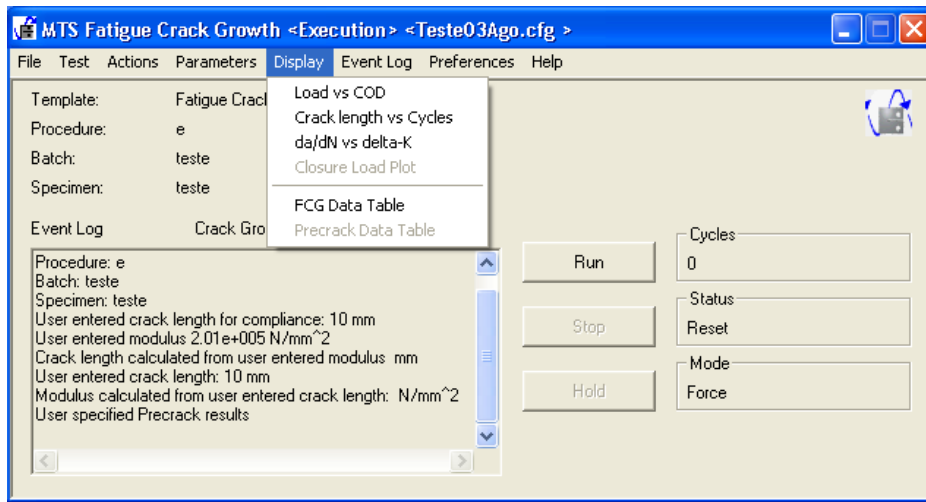 MTS Fatigue Crack Growth <Execution> <Teste03Ago.cfg >
File Test Actions Parameters Display Event Log Preferences Help
Load vs COD
Crack length vs Cycles
da/dN vs delta-K
Closure Load Plot
FCG Data Table
Precrack Data Table
Template: Fatigue Crack
Procedure: e
Batch: teste
Specimen: teste
Event Log Crack Gro
Procedure: e
Batch: teste
Specimen: teste
User entered crack length for compliance: 10 mm
User entered modulus 2.01e+005 N/mm^2
Crack length calculated from user entered modulus mm
User entered crack length: 10 mm
Modulus calculated from user entered crack length: N/mm^2
User specified Precrack results
Run
Stop
Hold
Cycles
0
Status
Reset
Mode
Force